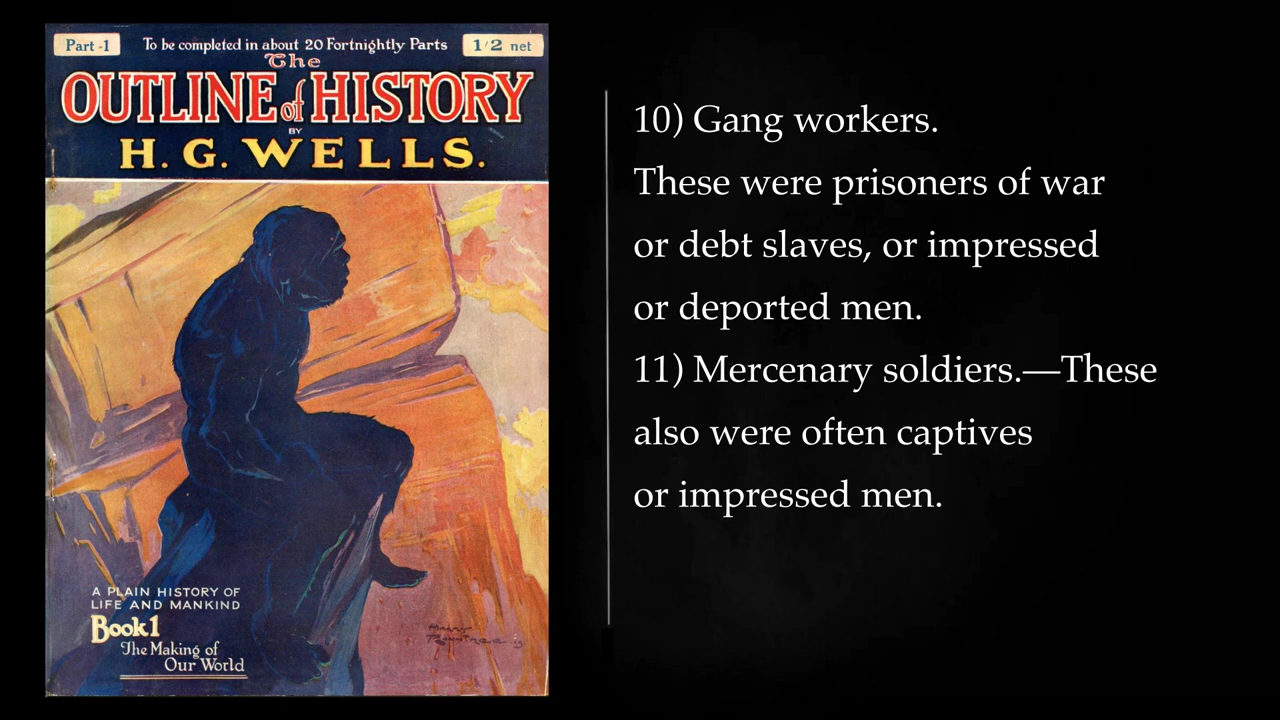 Part -1
To be completed in about 20 Fortnightly Parts
1/2 net
The
OUTLINE of HISTORY
BY
H. G. WELLS.
A PLAIN HISTORY OF
LIFE AND MANKIND
Book 1
The Making of
Our World
10) Gang workers.
These were prisoners of war
or debt slaves, or impressed
or deported men.
11) Mercenary soldiers.—These
also were often captives
or impressed men.